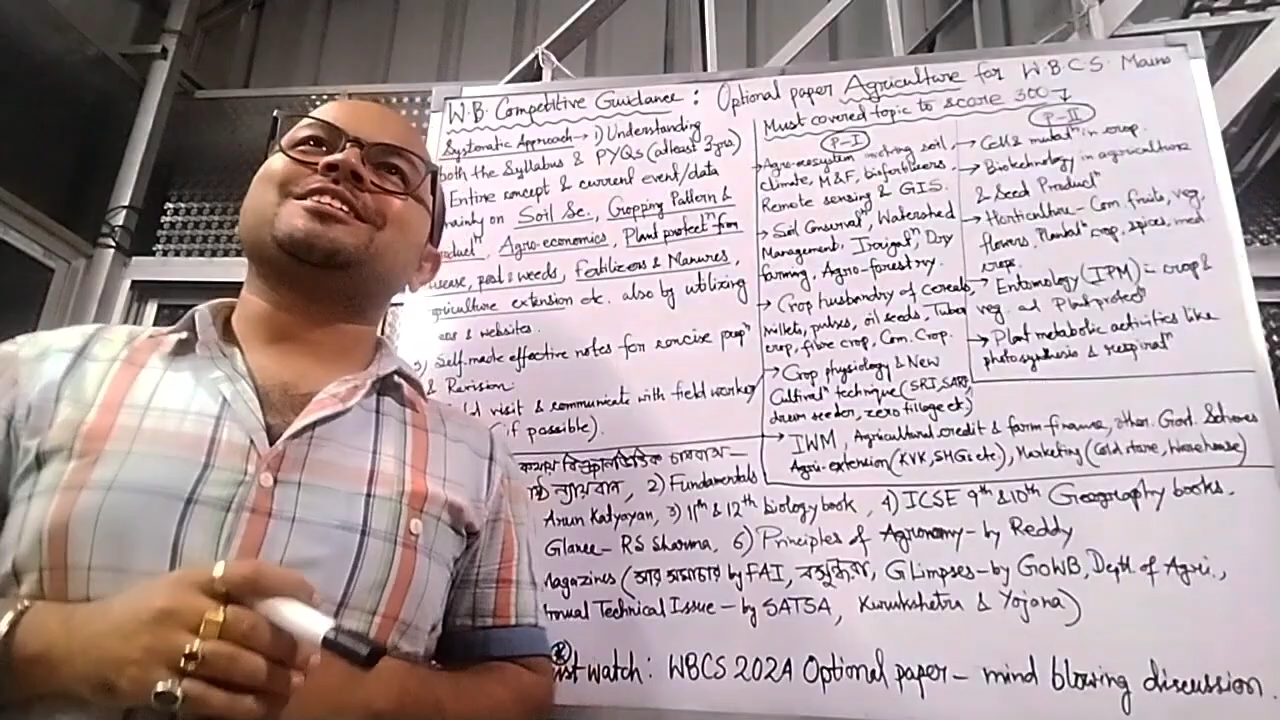 W.B. Competitive Guidance: Optional paper Agriculture for W.B.C.S. Mains
Systematic Approach → 1) Understanding
both the Syllabus & PYQs (atleast 3yrs)
Entire concept & current event/data
mainly on Soil Sc., Cropping Pattern &
Agro-economics, Plant protectn from
pest & weeds, Fertilizers & Manures,
extension etc. also by utilizing
& websites.
Self-made effective notes for concise prepn
& Revision.
visit & communicate with field worker
(if possible).
Must covered topic to score 300 ↓
P-I
→ Agro-ecosystem involving soil,
climate, M&F, biofertilizers
Remote sensing & GIS.
→ Soil Conservatn, Watershed
Management, Irrigatn, Dry
farming, Agro-forestry.
→ Crop husbandry of cereals,
millets, pulses, oil seeds, Tuber
crop, fibre crop, Com. Crop.
→ Crop physiology & New
Cultivatn technique (SRI, SARI,
drum seeder, zero tillage etc)
→ IWM, Agricultural credit & farm finance, other Govt. Schemes
Agri-extension (KVK, SHGs etc), Marketing (Cold store, Warehouse)
P-II
→ Cell & mutatn in crop.
→ Biotechnology in agriculture
& Seed Productn
→ Horticulture - Com. fruits, veg,
flowers, Plantatn crop, spices, med.
crops.
→ Entomology (IPM) - crop &
veg. ad Plant protectn
→ Plant metabolic activities like
photosynthesis & respiratn
2) Fundamentals
Arun Katyayan, 3) 11th & 12th biology book, 4) ICSE 9th & 10th Geography books.
Glance - RS Sharma, 6) Principles of Agronomy - by Reddy
Magazines (সার সমাচার by FAI, বসুন্ধরা, GLimpses - by GoWB, Deptt. of Agri.,
Technical Issue - by SATSA, Kurukshetra & Yojana)
watch: WBCS 2024 Optional paper - mind blowing discussion.